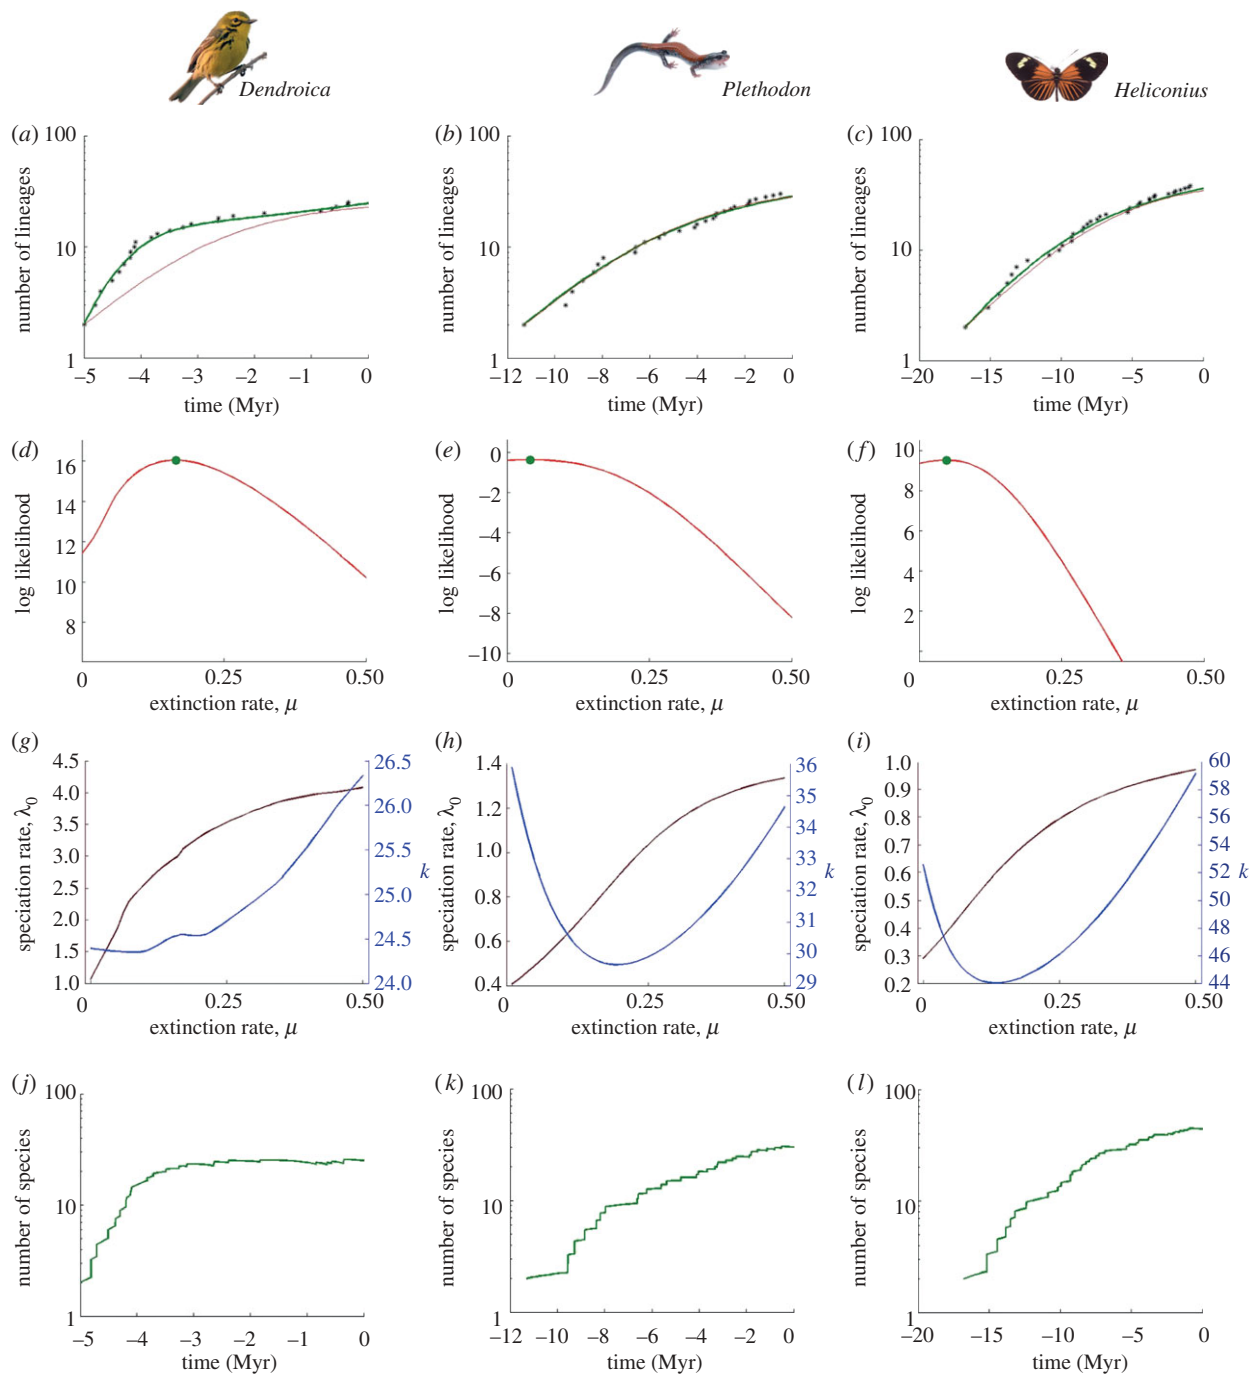 Dendroica
Plethodon
Heliconius
(a)
100
10
1
number of lineages
–5 –4 –3 –2 –1 0
time (Myr)
(b)
100
10
1
number of lineages
–12 –10 –8 –6 –4 –2 0
time (Myr)
(c)
100
10
1
number of lineages
–20 –15 –10 –5 0
time (Myr)
(d)
16
14
12
10
8
log likelihood
0 0.25 0.50
extinction rate, μ
(e)
0
–2
–4
–6
–8
–10
log likelihood
0 0.25 0.50
extinction rate, μ
(f)
10
8
6
4
2
0
log likelihood
0.25 0.50
extinction rate, μ
(g)
4.5
4.0
3.5
3.0
2.5
2.0
1.5
1.0
speciation rate, λ0
26.5
26.2
25.5
25.0
24.5
24.0
k
0 0.25 0.50
extinction rate, μ
(h)
1.4
1.2
1.0
0.8
0.6
0.4
speciation rate, λ0
36
35
34
33
32
31
30
29
k
0 0.25 0.50
extinction rate, μ
(i)
1.0
0.9
0.8
0.7
0.6
0.5
0.4
0.3
0.2
speciation rate, λ0
60
58
56
54
52
50
48
46
44
k
0 0.25 0.50
extinction rate, μ
(j)
100
10
1
number of species
–5 –4 –3 –2 –1 0
time (Myr)
(k)
100
10
1
number of species
–12 –10 –8 –6 –4 –2 0
time (Myr)
(l)
100
10
1
number of species
–20 –15 –10 –5 0
time (Myr)